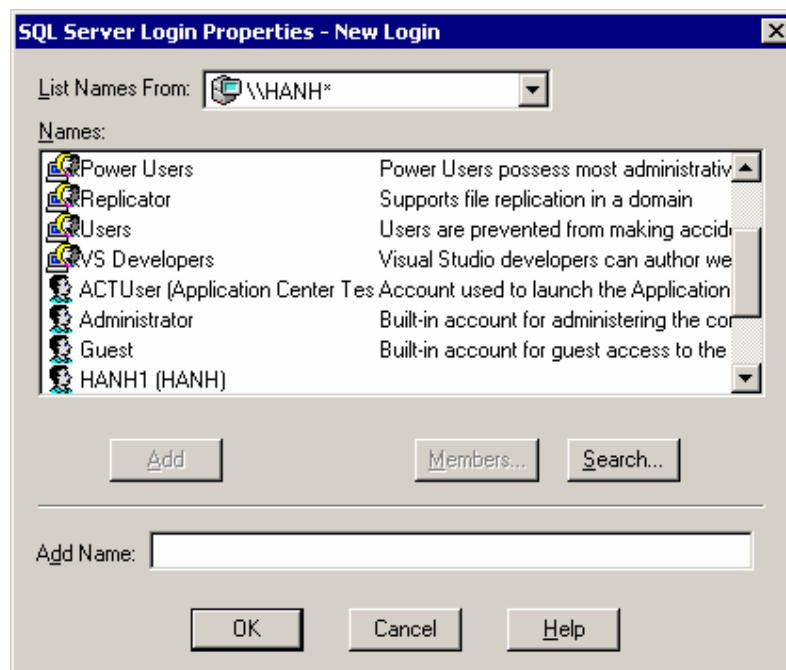 SQL Server Login Properties - New Login
List Names From: \\HANH*
Names:
Power Users Power Users possess most administrativ
Replicator Supports file replication in a domain
Users Users are prevented from making accide
VS Developers Visual Studio developers can author we
ACTUser (Application Center Tes Account used to launch the Application
Administrator Built-in account for administering the cor
Guest Built-in account for guest access to the
HANH1 (HANH)
Add Members... Search...
Add Name:
OK Cancel Help